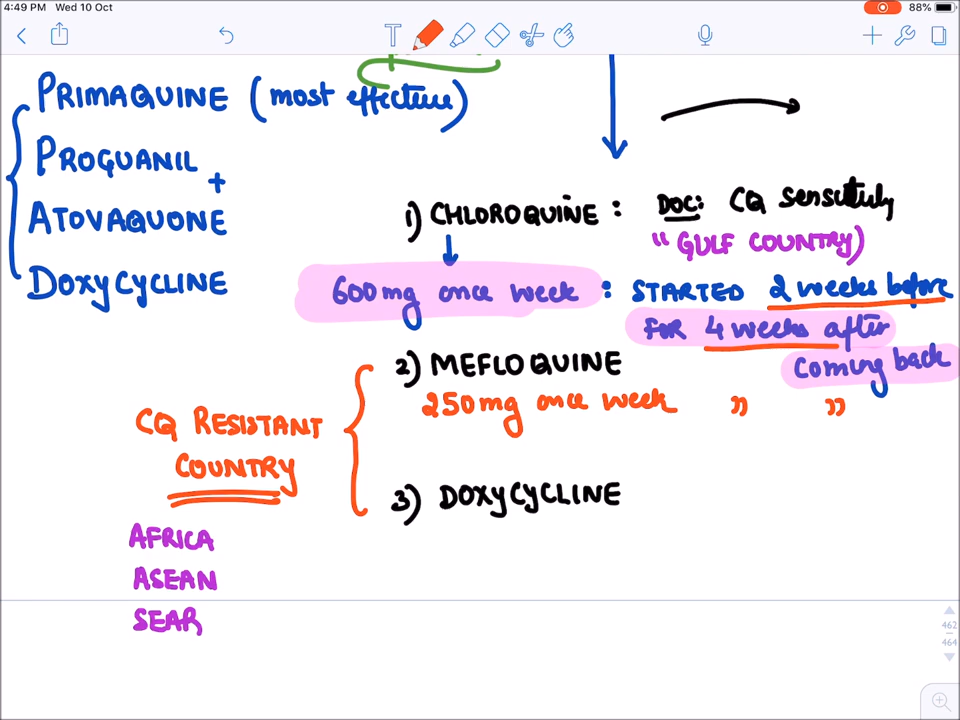 4:49 PM Wed 10 Oct
88%
PRIMAQUINE (most effective)
PROGUANIL
+
ATOVAQUONE
DOXYCYCLINE
1) CHLOROQUINE : DOC: CQ sensitivity
"GULF COUNTRY)
600mg once week : STARTED 2 weeks before
FOR 4 weeks after
coming back
2) MEFLOQUINE
250mg once week " "
CQ RESISTANT
COUNTRY
3) DOXYCYCLINE
AFRICA
ASEAN
SEAR
462
464